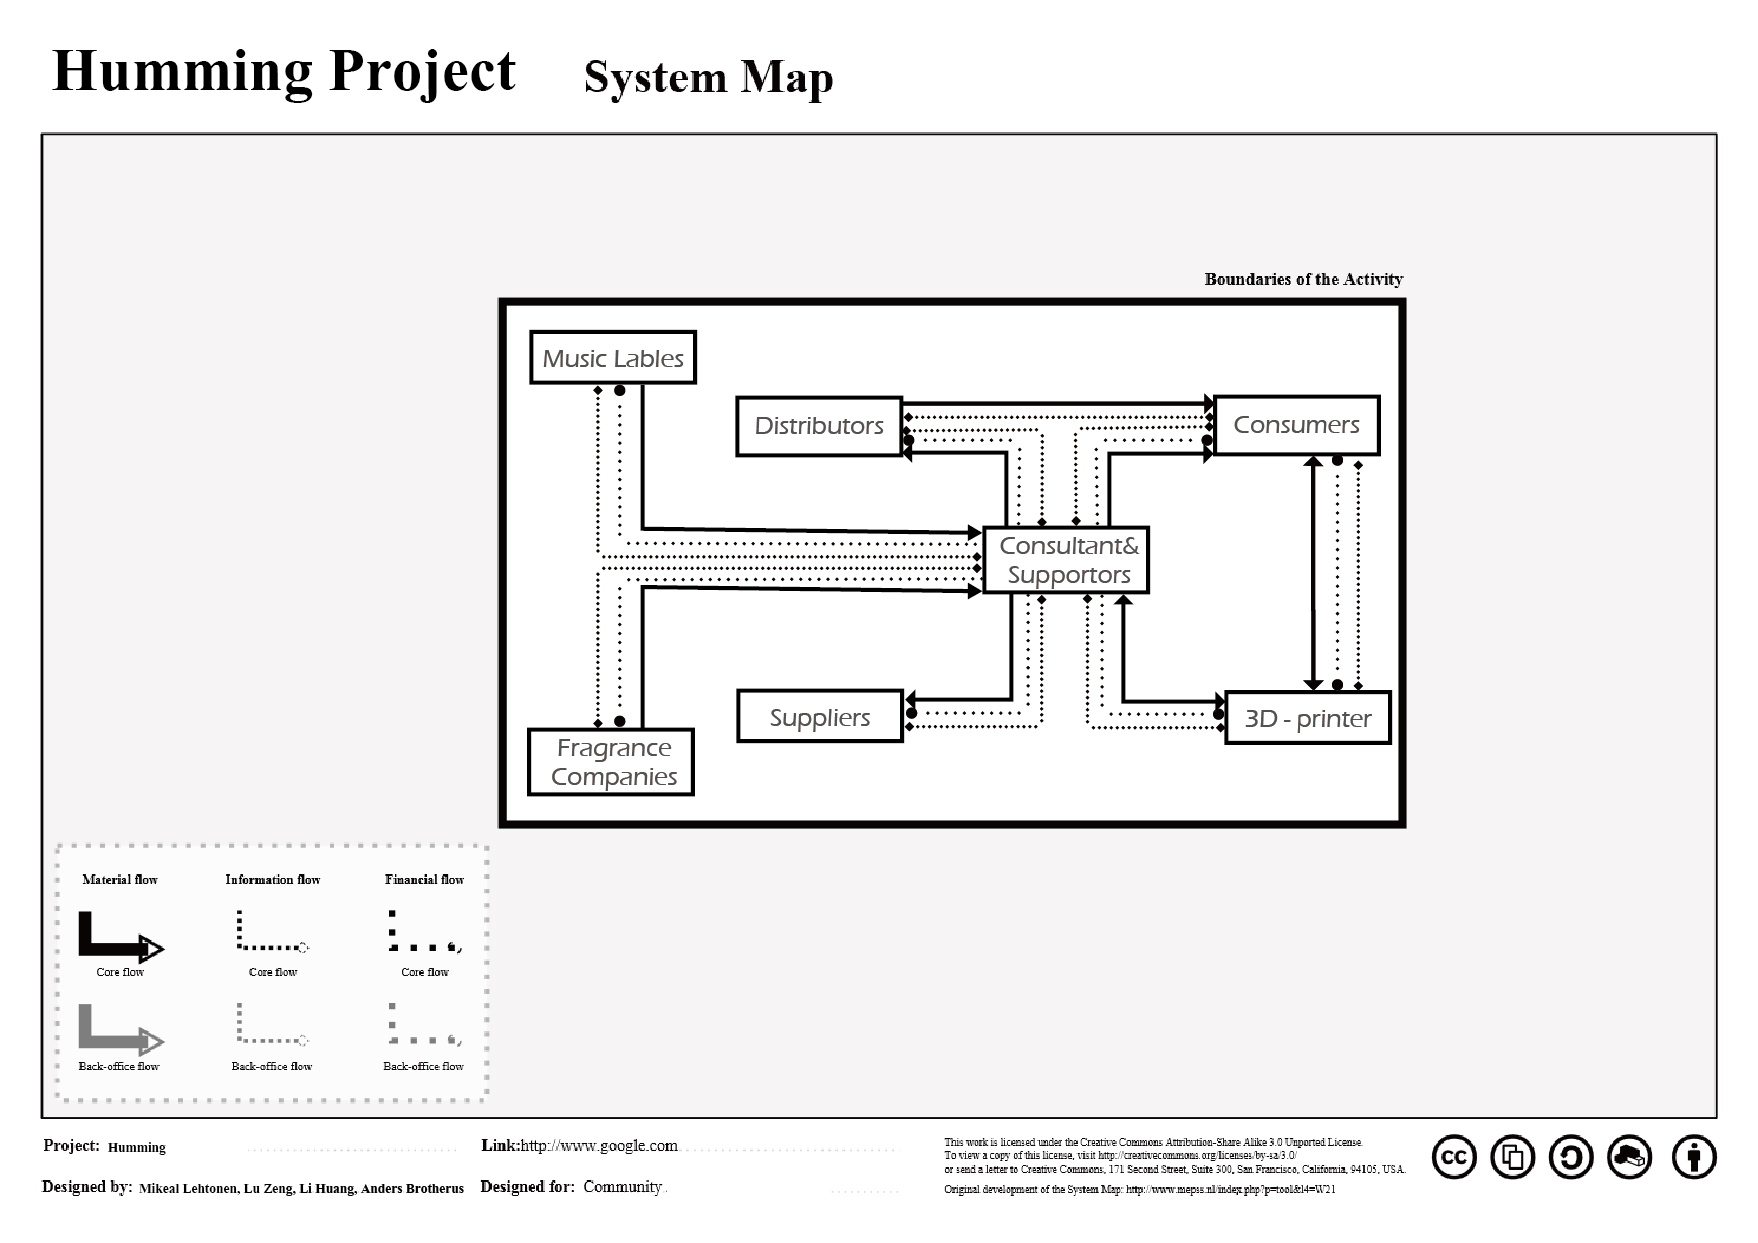 Humming Project System Map
Boundaries of the Activity
Music Lables
Distributors
Consumers
Consultant&
Supportors
Suppliers
3D - printer
Fragrance
Companies
Material flow
Information flow
Financial flow
Core flow
Core flow
Core flow
Back-office flow
Back-office flow
Back-office flow
Project: Humming
Link:http://www.google.com
Designed by: Mikeal Lehtonen, Lu Zeng, Li Huang, Anders Brotherus
Designed for: Community
This work is licensed under the Creative Commons Attribution-Share Alike 3.0 Unported License.
To view a copy of this license, visit http://creativecommons.org/licenses/by-sa/3.0/
or send a letter to Creative Commons, 171 Second Street, Suite 300, San Francisco, California, 94105, USA.
Original development of the System Map: http://www.mepss.nl/index.php?p=tool&l4=W21
cc